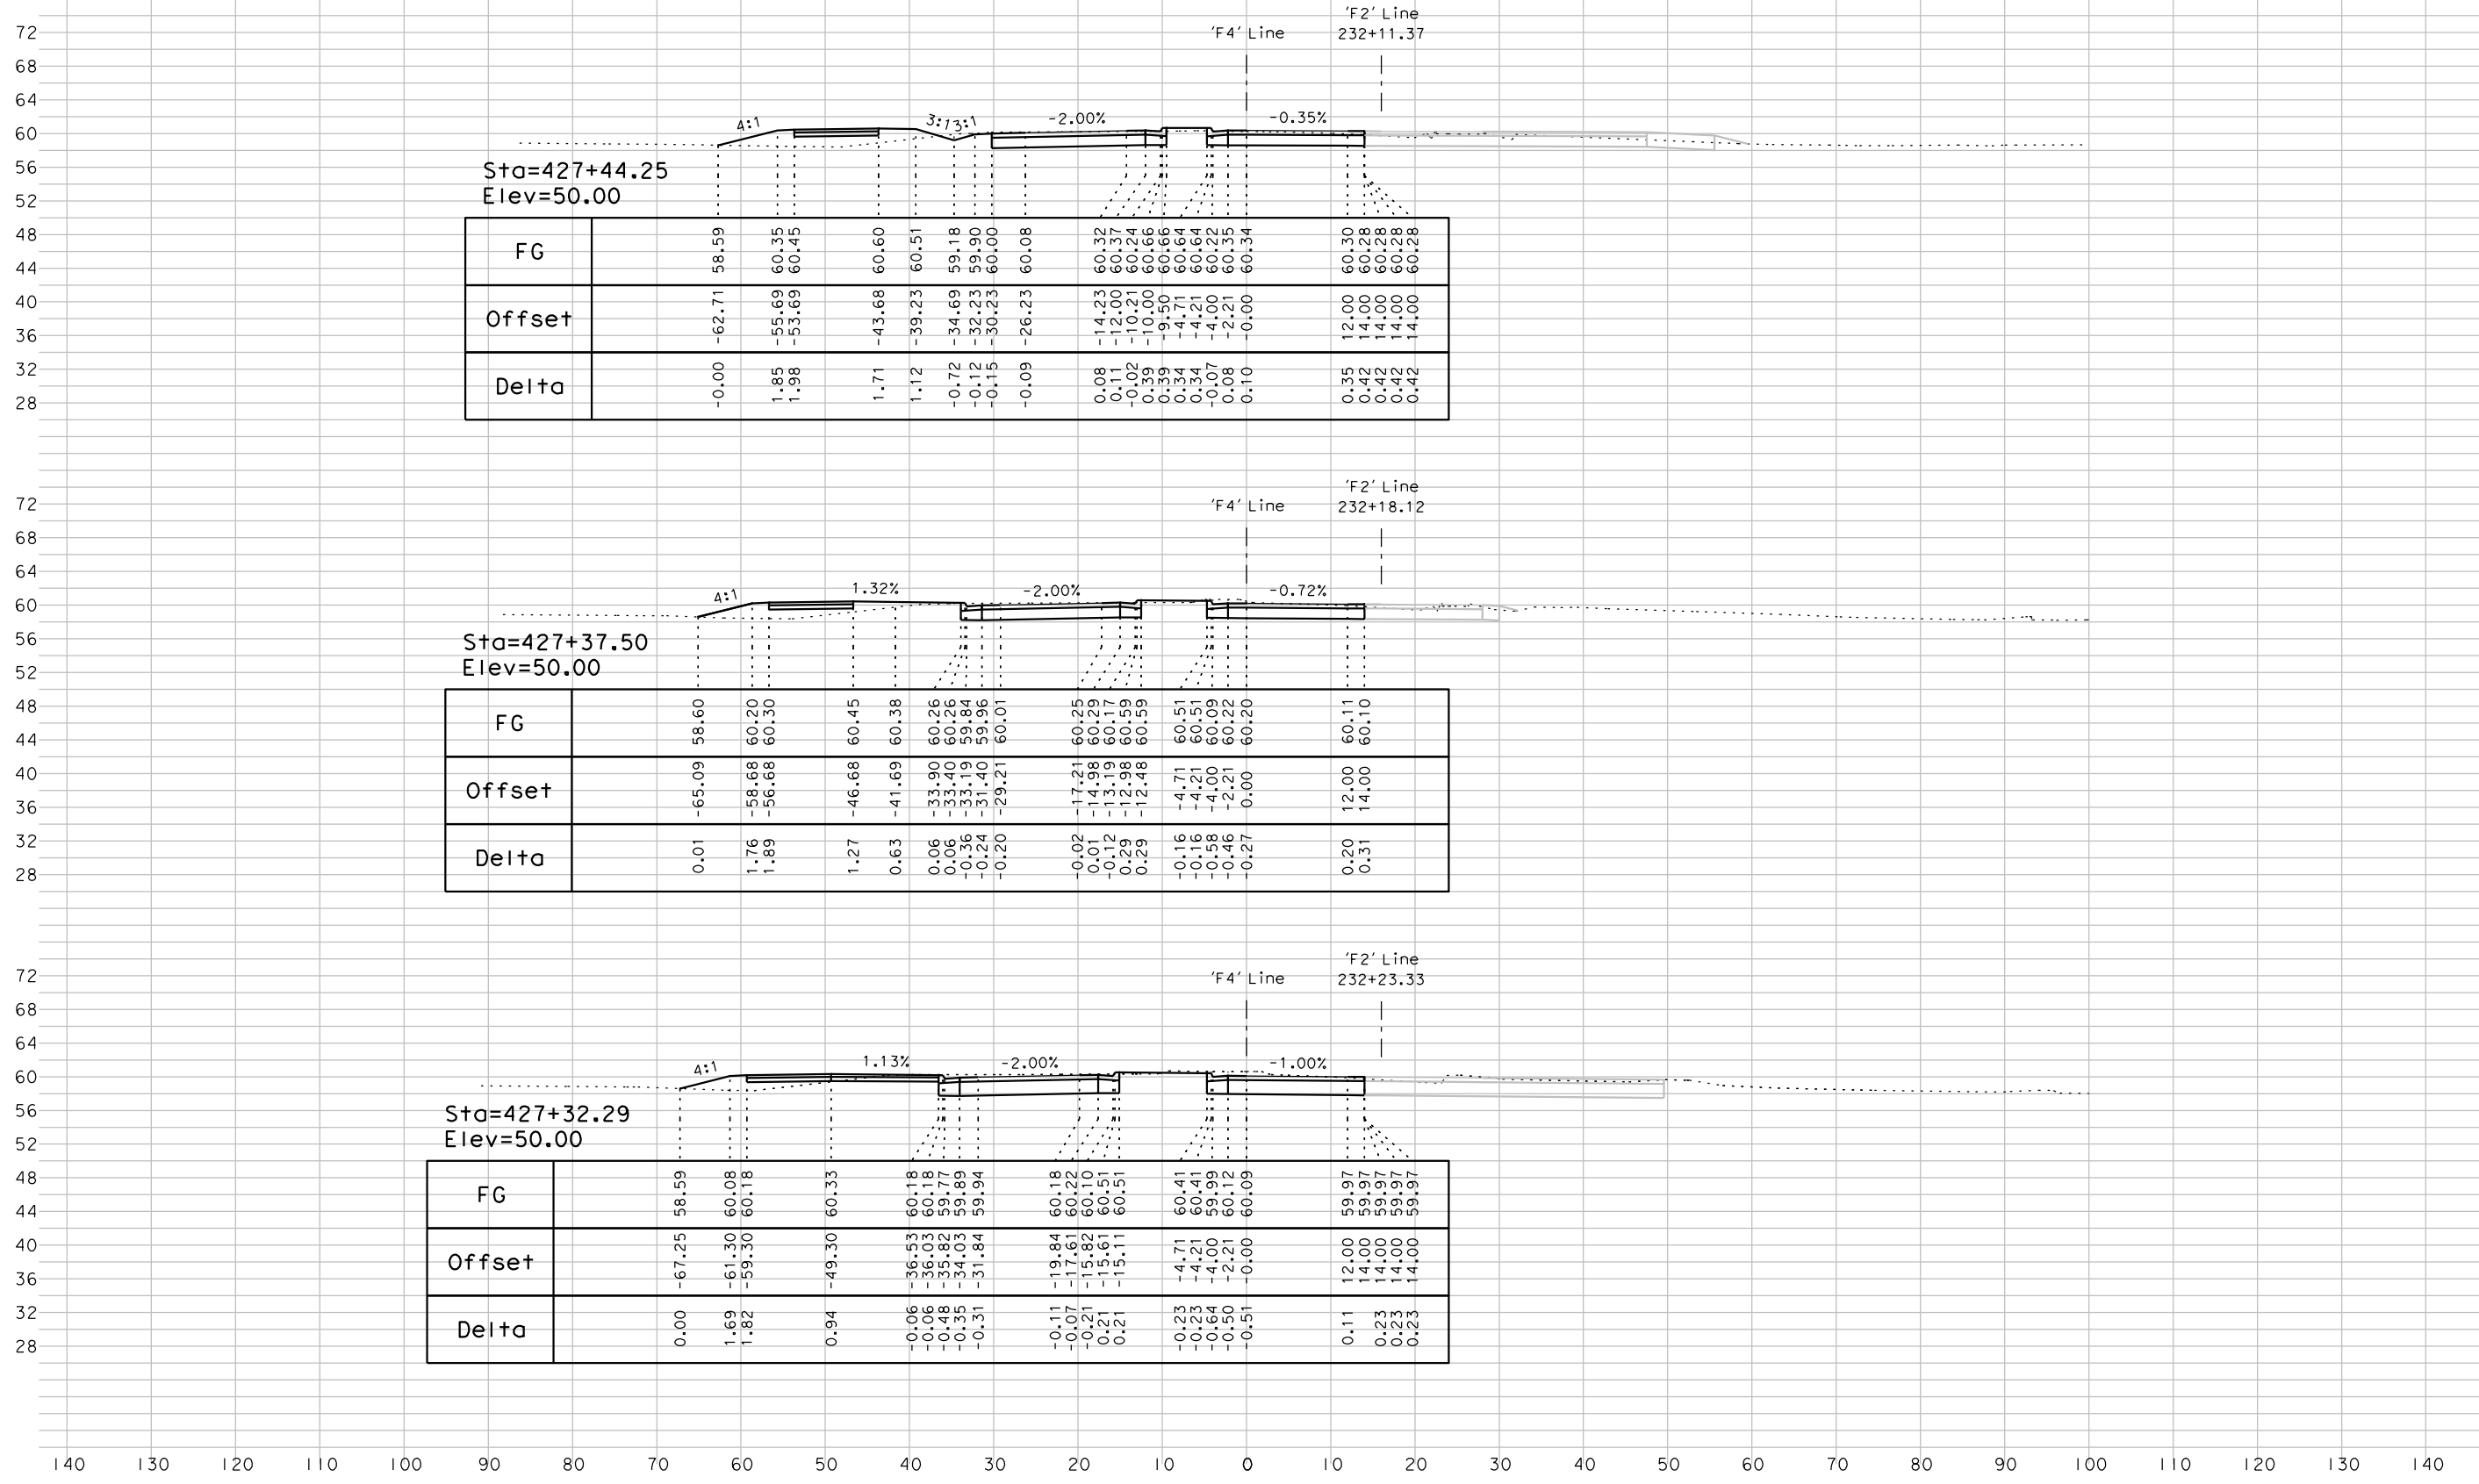 'F2' Line
'F4' Line 232+11.37
72
68
64
60
56
52
48
44
40
36
32
28
4:1 3:1 3:1 -2.00% -0.35%
Sta=427+44.25
Elev=50.00
FG 58.59 60.35 60.45 60.60 60.51 59.18 59.90 60.00 60.08 60.32 60.37 60.24 60.66 60.66 60.64 60.64 60.22 60.35 60.34 60.30 60.28 60.28 60.28 60.28
Offset -62.71 -55.69 -53.69 -43.68 -39.23 -34.69 -32.23 -30.23 -26.23 -14.23 -12.00 -10.21 -10.00 -9.50 -4.71 -4.21 -4.00 -2.21 -0.00 12.00 14.00 14.00 14.00 14.00
Delta -0.00 1.85 1.98 1.71 1.12 -0.72 -0.12 -0.15 -0.09 0.08 0.11 -0.02 0.39 0.39 0.34 0.34 -0.07 0.08 0.10 0.35 0.42 0.42 0.42 0.42
'F2' Line
'F4' Line 232+18.12
72
68
64
60
56
52
48
44
40
36
32
28
4:1 1.32% -2.00% -0.72%
Sta=427+37.50
Elev=50.00
FG 58.60 60.20 60.30 60.45 60.38 60.26 60.26 59.84 59.96 60.01 60.25 60.29 60.17 60.59 60.59 60.51 60.51 60.09 60.22 60.20 60.11 60.10
Offset -65.09 -58.68 -56.68 -46.68 -41.69 -33.90 -33.40 -33.19 -31.40 -29.21 -17.21 -14.98 -13.19 -12.98 -12.48 -4.71 -4.21 -4.00 -2.21 0.00 12.00 14.00
Delta 0.01 1.76 1.89 1.27 0.63 0.06 0.06 -0.36 -0.24 -0.20 -0.02 0.01 -0.12 0.29 0.29 -0.16 -0.16 -0.58 -0.46 -0.27 0.20 0.31
'F2' Line
'F4' Line 232+23.33
72
68
64
60
56
52
48
44
40
36
32
28
4:1 1.13% -2.00% -1.00%
Sta=427+32.29
Elev=50.00
FG 58.59 60.08 60.18 60.33 60.18 60.18 59.77 59.89 59.94 60.18 60.22 60.10 60.51 60.51 60.41 60.41 59.99 60.12 60.09 59.97 59.97 59.97 59.97 59.97
Offset -67.25 -61.30 -59.30 -49.30 -36.53 -36.03 -35.82 -34.03 -31.84 -19.84 -17.61 -15.82 -15.61 -15.11 -4.71 -4.21 -4.00 -2.21 -0.00 12.00 14.00 14.00 14.00 14.00
Delta 0.00 1.69 1.82 0.94 -0.06 -0.06 -0.48 -0.35 -0.31 -0.11 -0.07 -0.21 0.21 0.21 -0.23 -0.23 -0.64 -0.50 -0.51 0.11 0.23 0.23 0.23
140 130 120 110 100 90 80 70 60 50 40 30 20 10 0 10 20 30 40 50 60 70 80 90 100 110 120 130 140